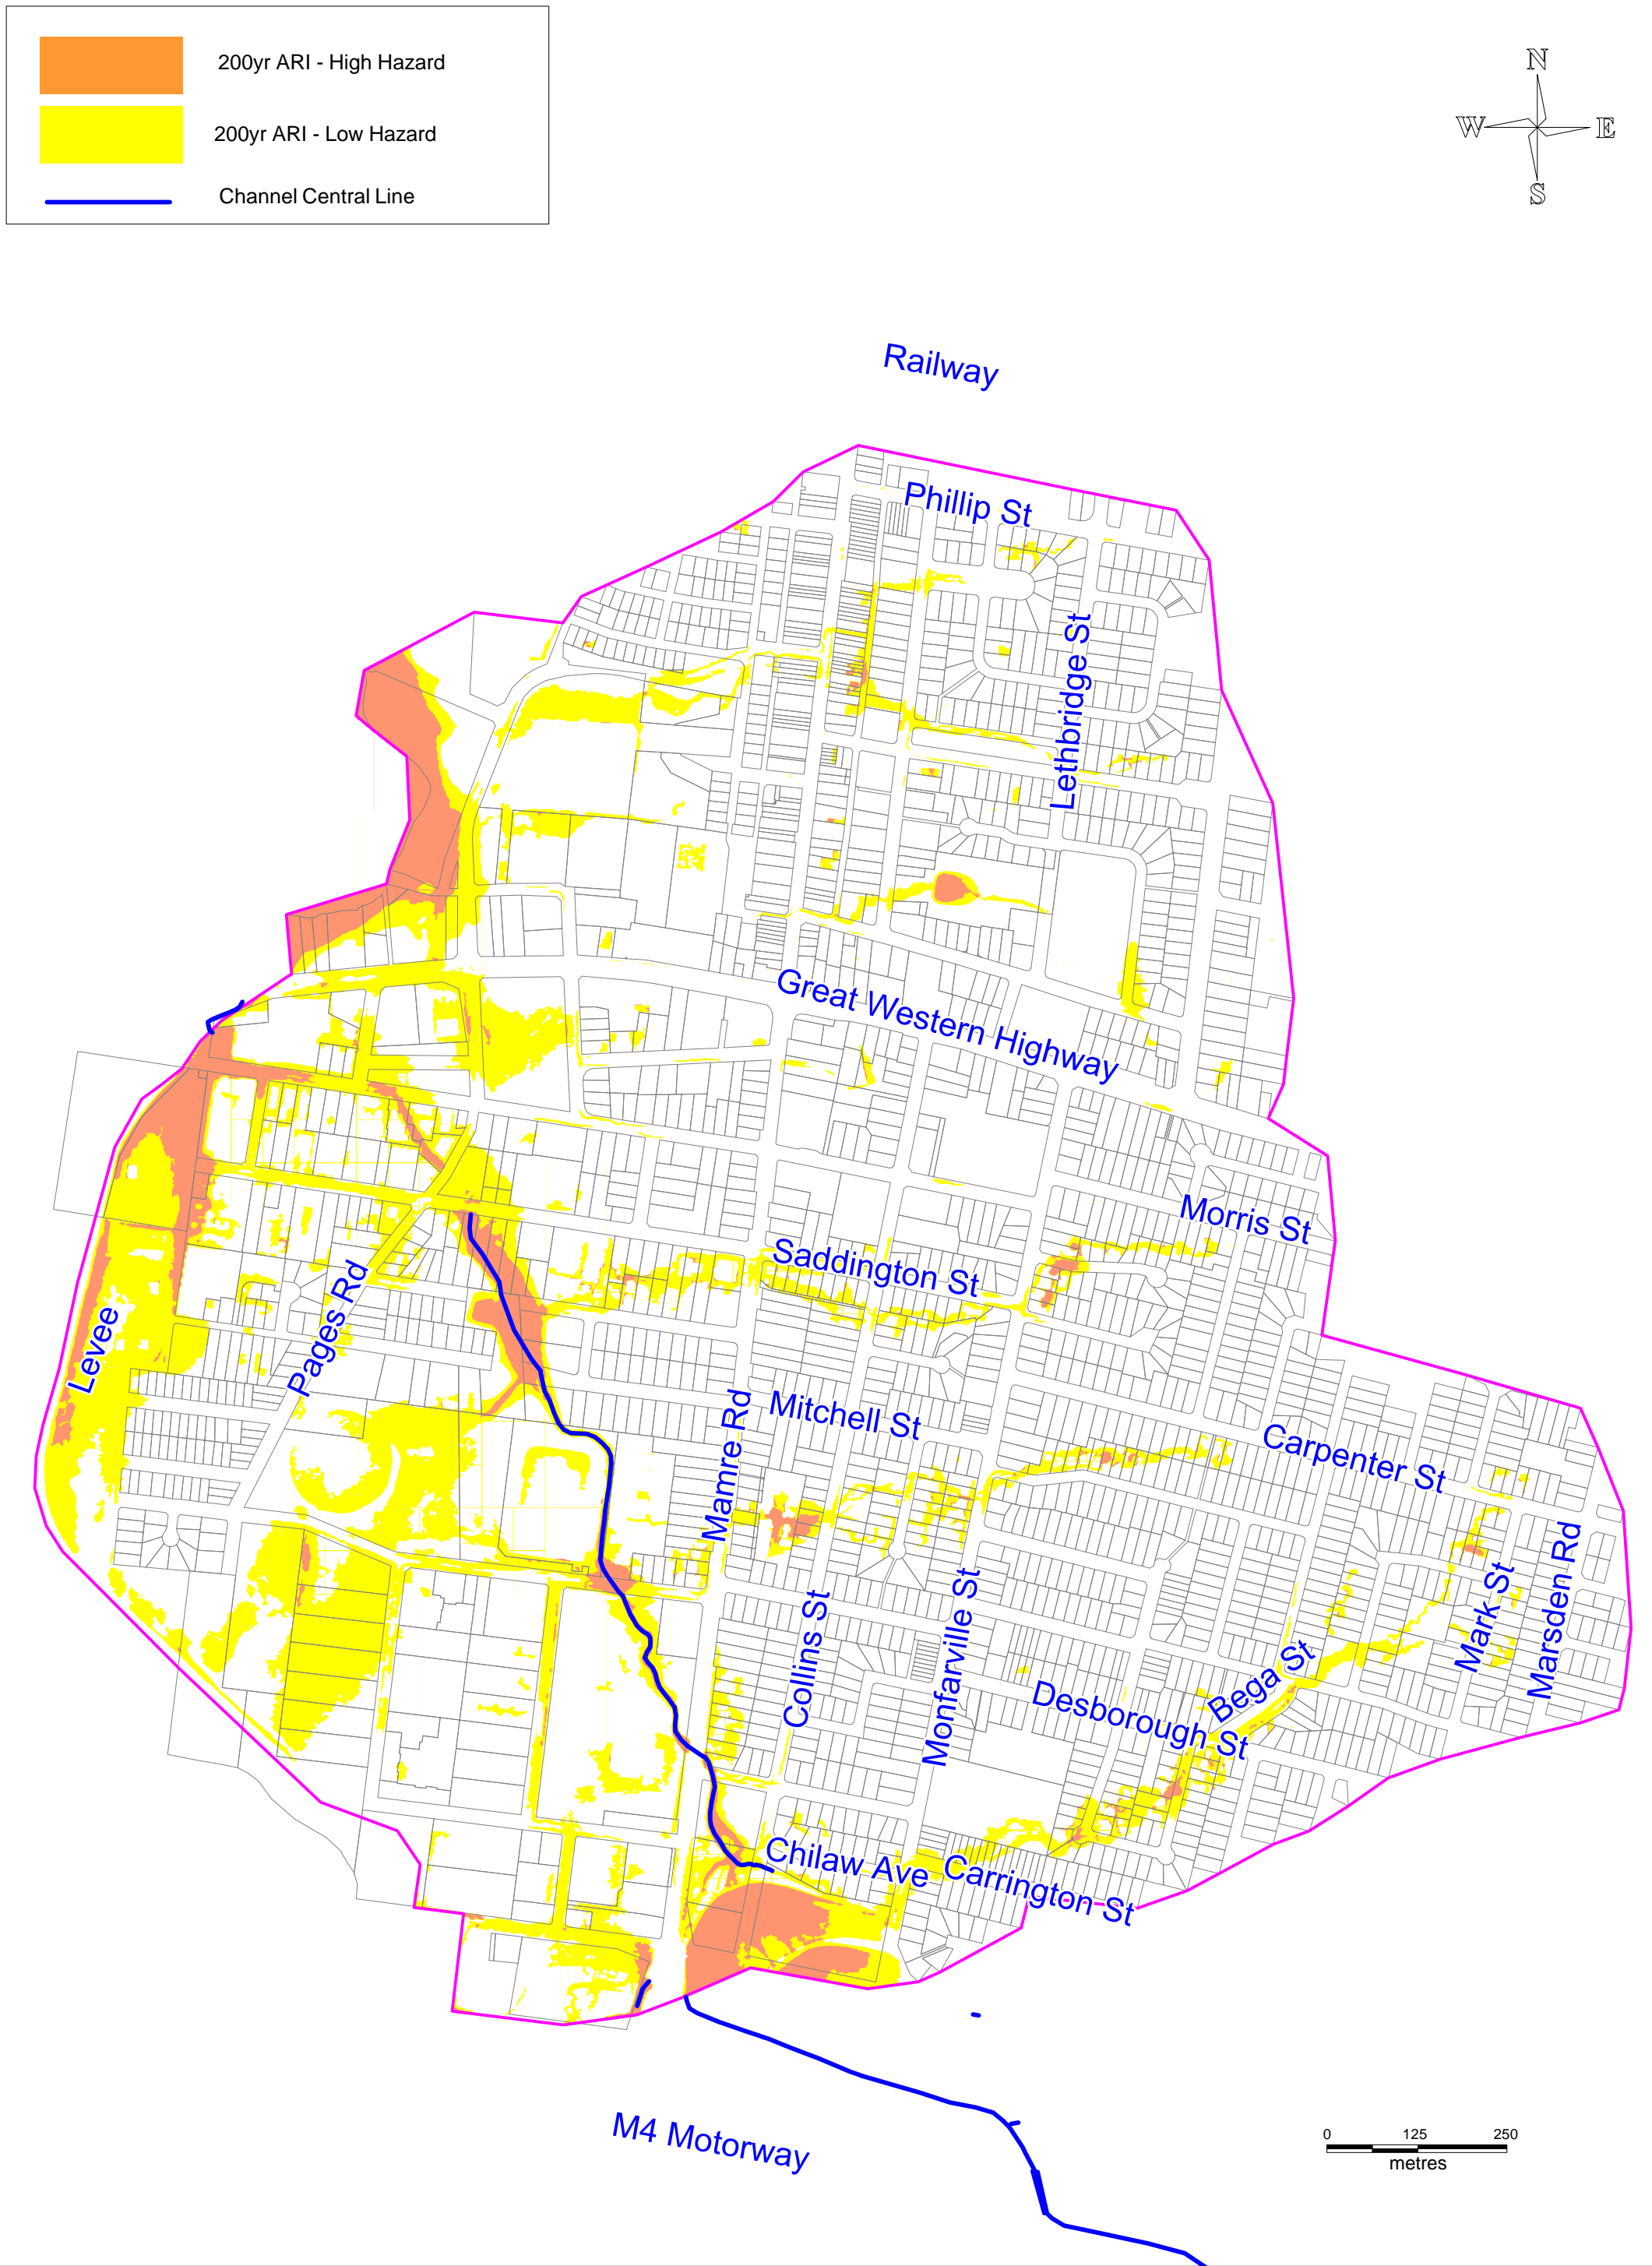 200yr ARI - High Hazard
200yr ARI - Low Hazard
Channel Central Line
N
W E
S
Railway
Phillip St
Lethbridge St
Great Western Highway
Morris St
Saddington St
Levee
Pages Rd
Mamre Rd
Mitchell St
Carpenter St
Collins St
Monfarville St
Desborough St
Bega St
Mark St
Marsden Rd
Chilaw Ave
Carrington St
M4 Motorway
0 125 250
metres